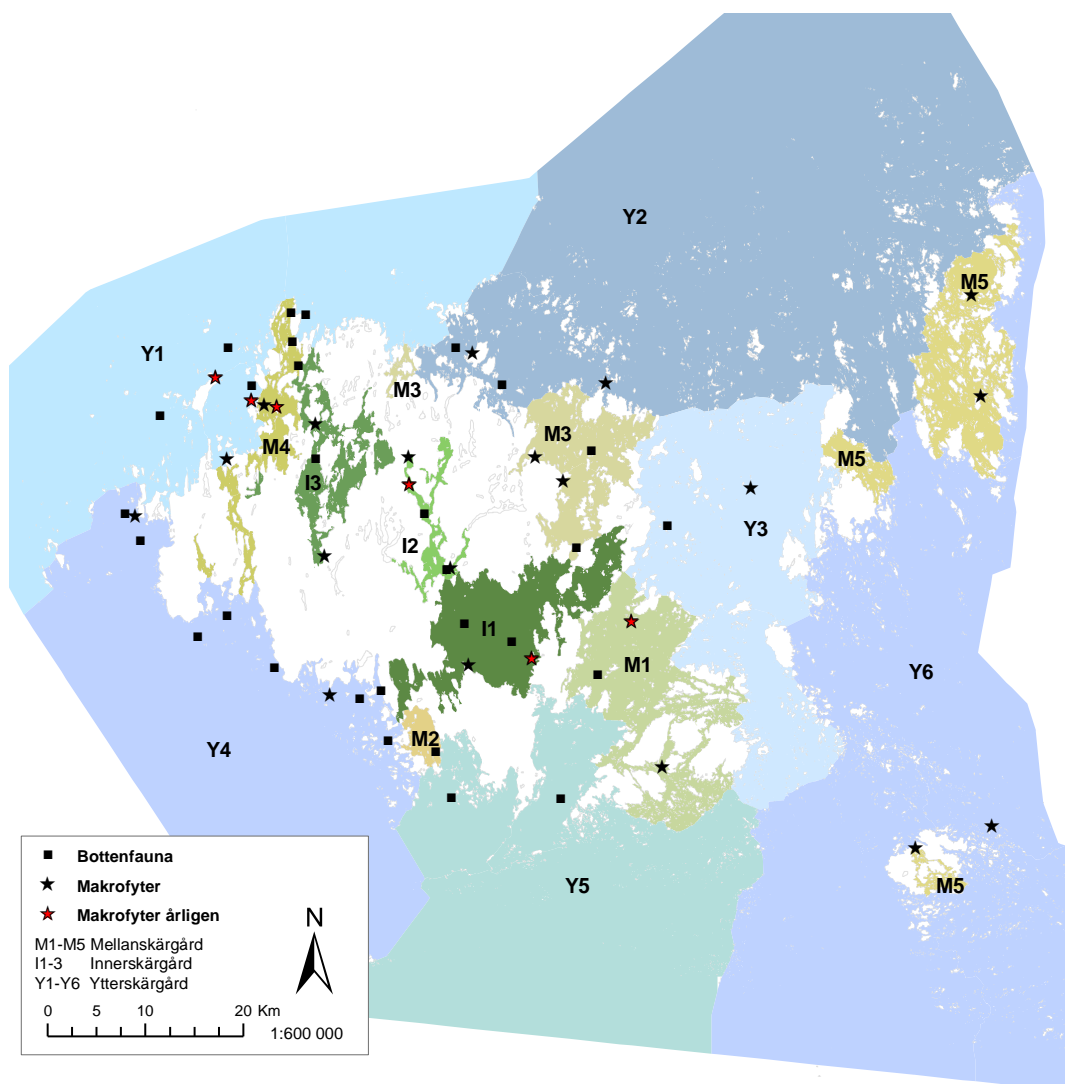 Y2
M5
Y1
M3
M3
M4
M5
I3
Y3
I2
I1
M1
Y6
M2
Y4
Y5
M5
Bottenfauna
Makrofyter
Makrofyter årligen
N
M1-M5 Mellanskärgård
I1-3 Innerskärgård
Y1-Y6 Ytterskärgård
0 5 10 20 Km
1:600 000